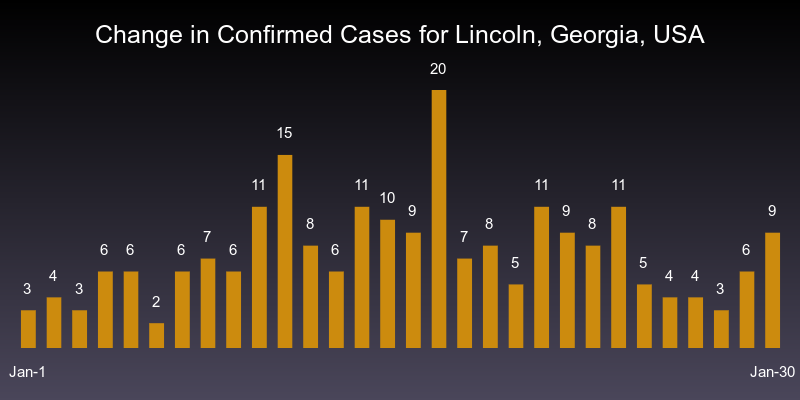 Change in Confirmed Cases for Lincoln, Georgia, USA
3 4 3 6 6 2 6 7 6 11 15 8 6 11 10 9 20 7 8 5 11 9 8 11 5 4 4 3 6 9
Jan-1 Jan-30